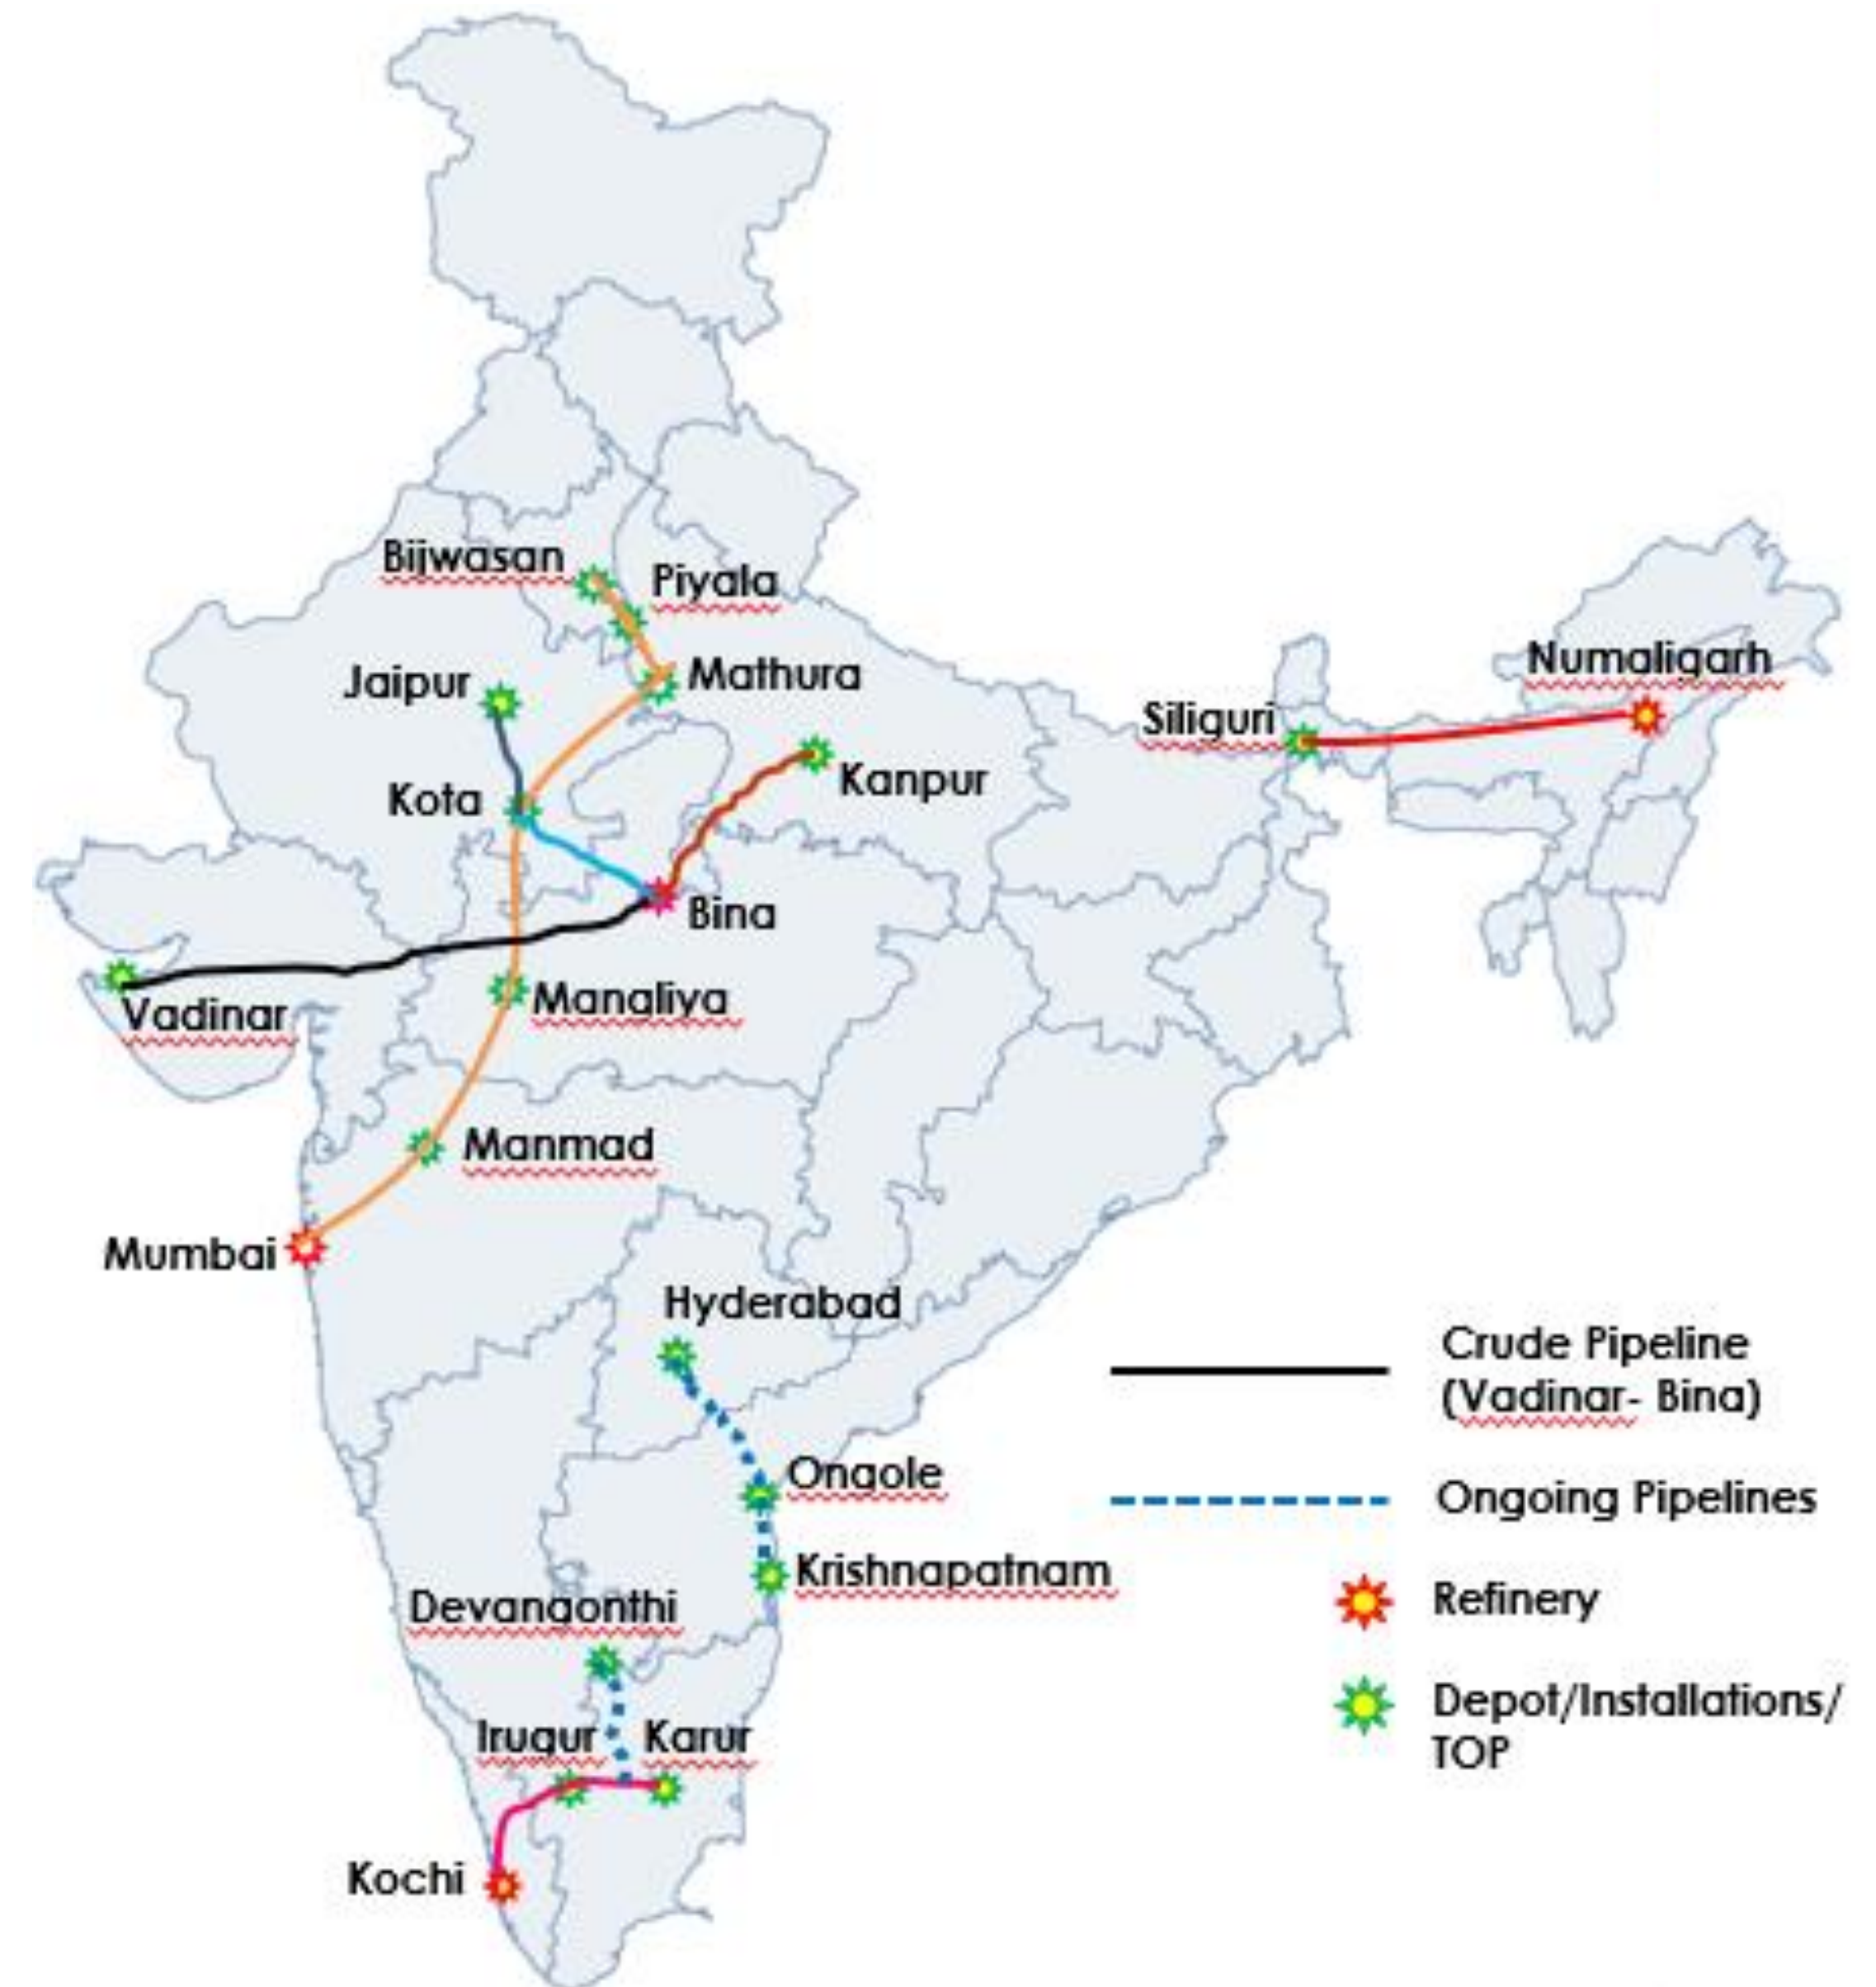 Bijwasan
Piyala
Jaipur
Mathura
Numaligarh
Siliguri
Kota
Kanpur
Bina
Vadinar
Mangliya
Manmad
Mumbai
Hyderabad
Crude Pipeline
(Vadinar- Bina)
Ongole
Ongoing Pipelines
Krishnapatnam
Refinery
Devangonthi
Depot/Installations/
TOP
Irugur
Karur
Kochi